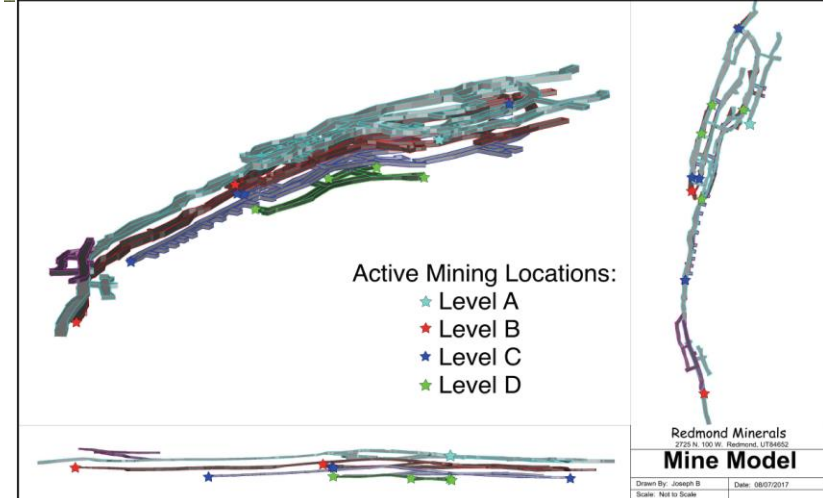 Active Mining Locations:
Level A
Level B
Level C
Level D
Redmond Minerals
2725 N. 100 W. Redmond, UT84652
Mine Model
Drawn By: Joseph B
Date: 08/07/2017
Scale: Not to Scale